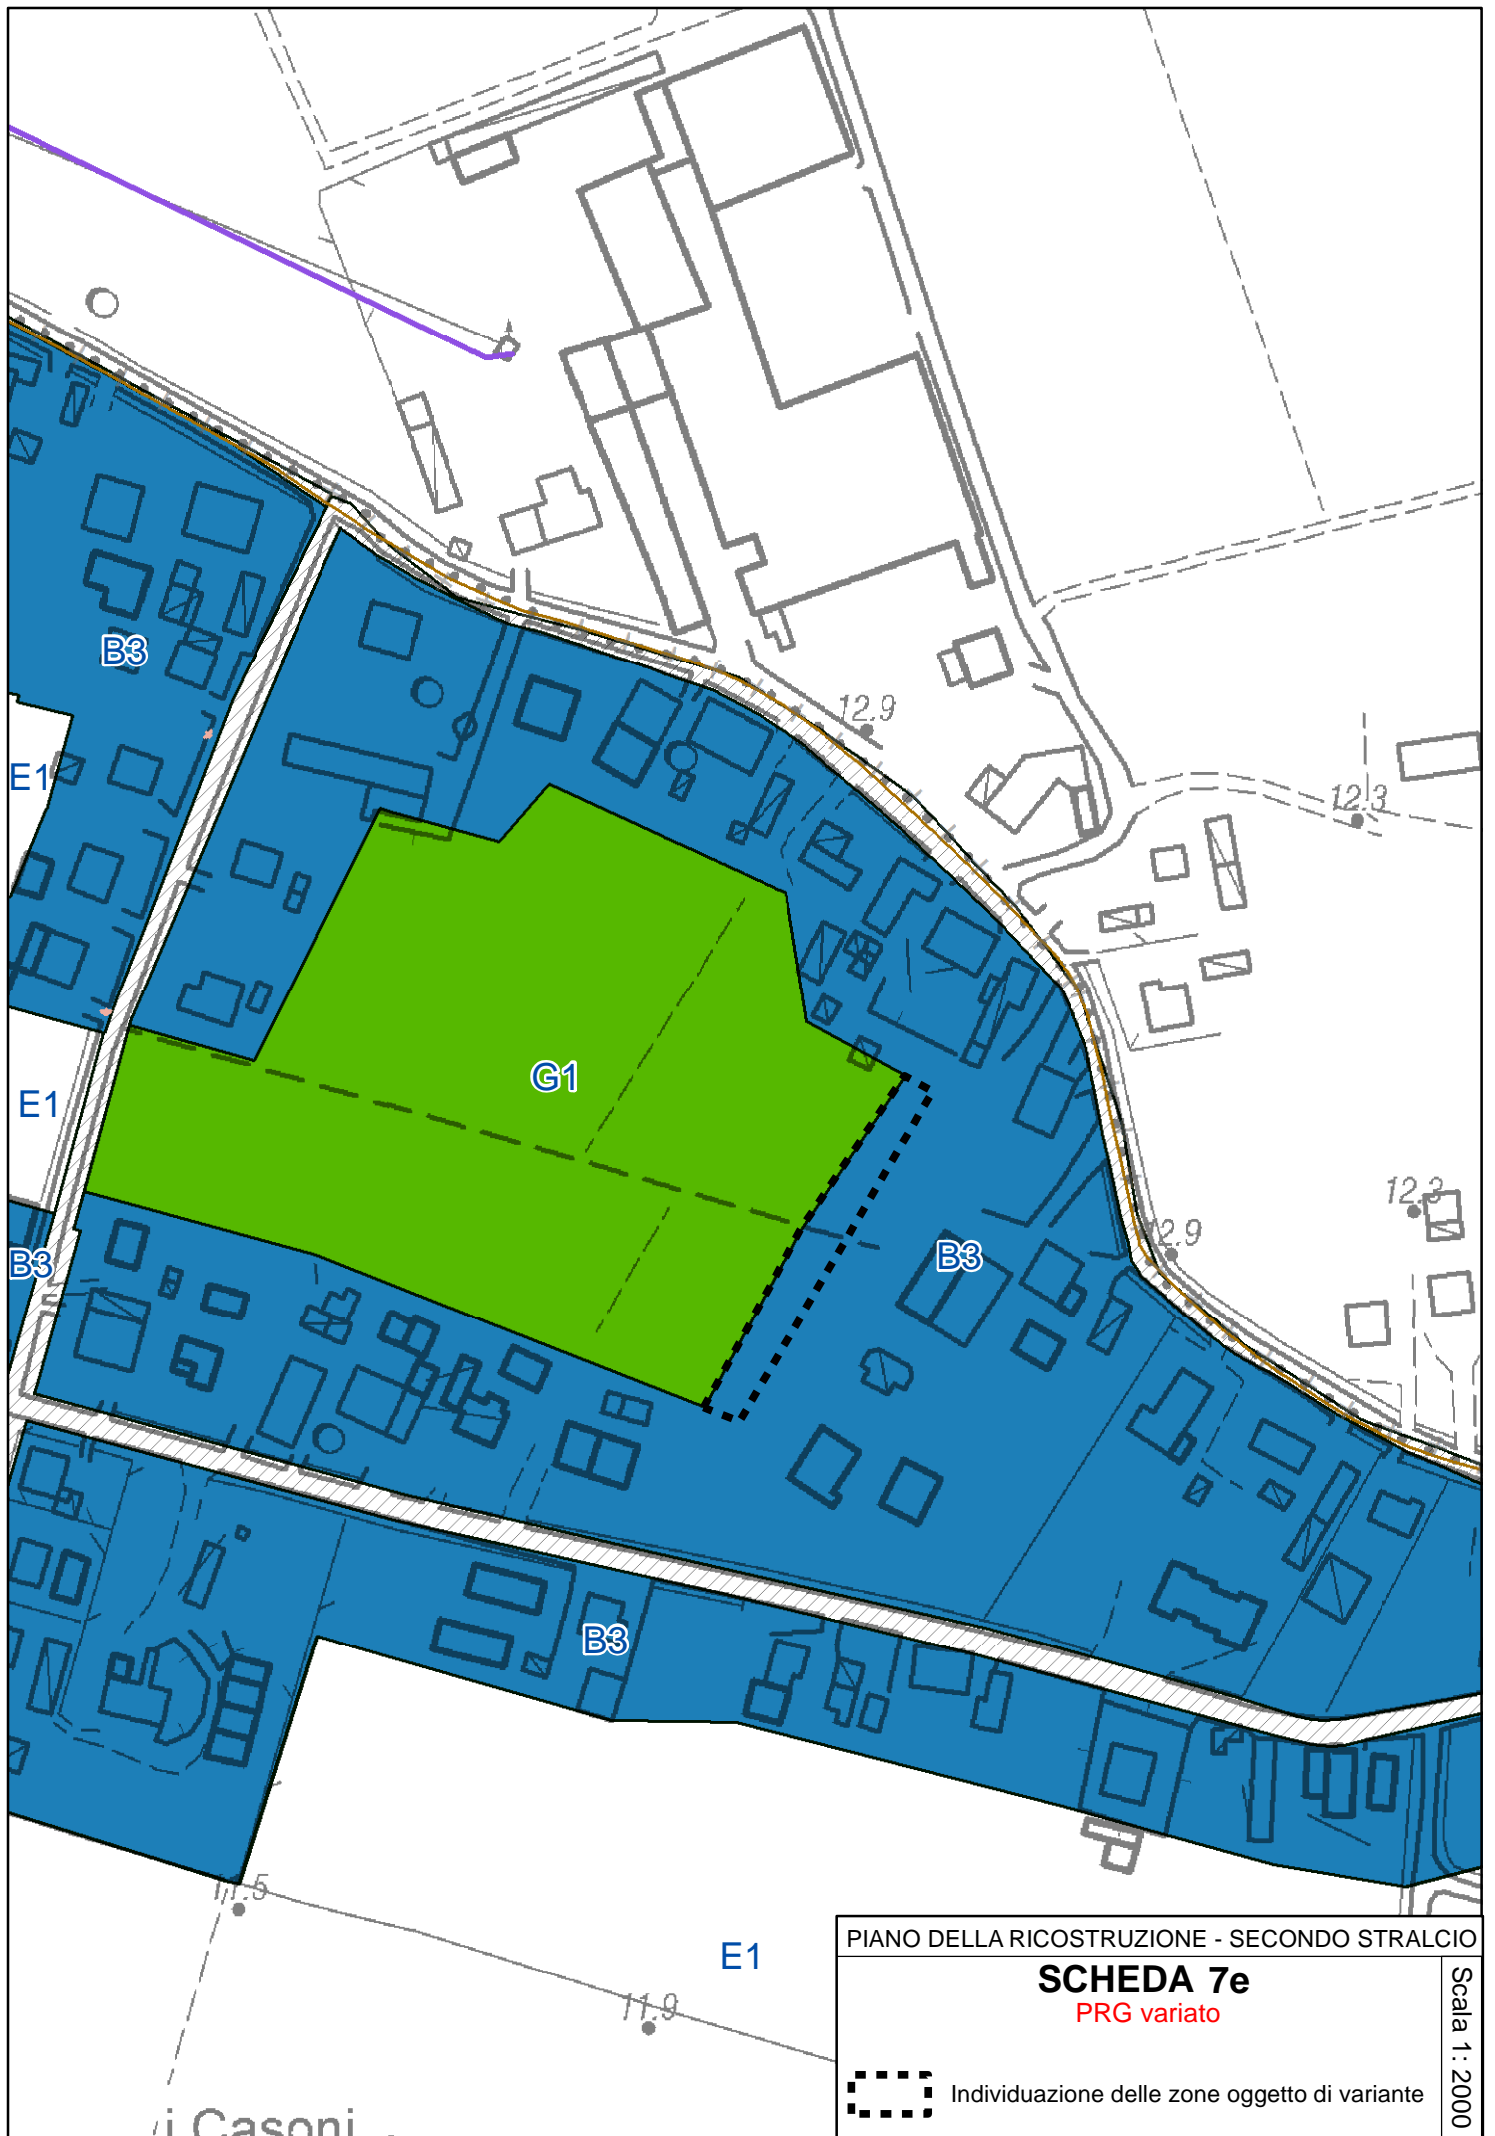 12.9
B3
E1
12.3
G1
E1
12.3
12.9
B3
B3
B3
11.5
E1
11.9
i Casoni
PIANO DELLA RICOSTRUZIONE - SECONDO STRALCIO
SCHEDA 7e
PRG variato
Individuazione delle zone oggetto di variante
Scala 1: 2000